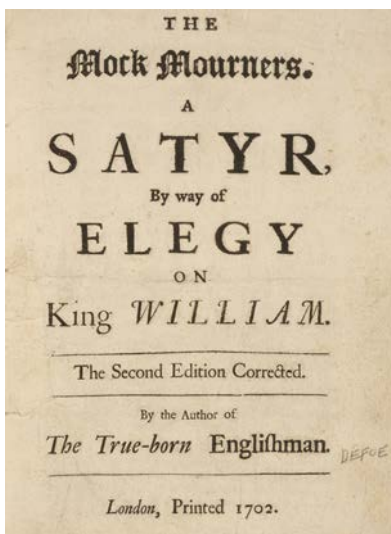 THE
Mock Mourners.
A
SATYR,
By way of
ELEGY
ON
King WILLIAM.
The Second Edition Corrected.
By the Author of
The True-born Engliſhman.
DEFOE
London, Printed 1702.